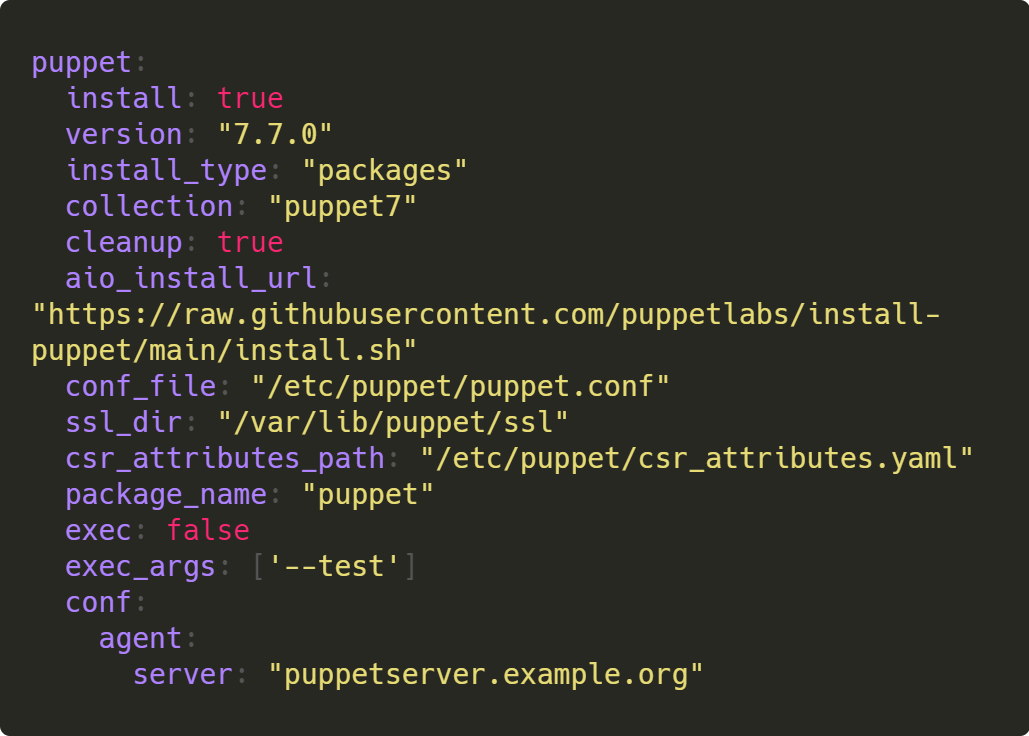 puppet:
  install: true
  version: "7.7.0"
  install_type: "packages"
  collection: "puppet7"
  cleanup: true
  aio_install_url:
"https://raw.githubusercontent.com/puppetlabs/install-
puppet/main/install.sh"
  conf_file: "/etc/puppet/puppet.conf"
  ssl_dir: "/var/lib/puppet/ssl"
  csr_attributes_path: "/etc/puppet/csr_attributes.yaml"
  package_name: "puppet"
  exec: false
  exec_args: ['--test']
  conf:
    agent:
      server: "puppetserver.example.org"